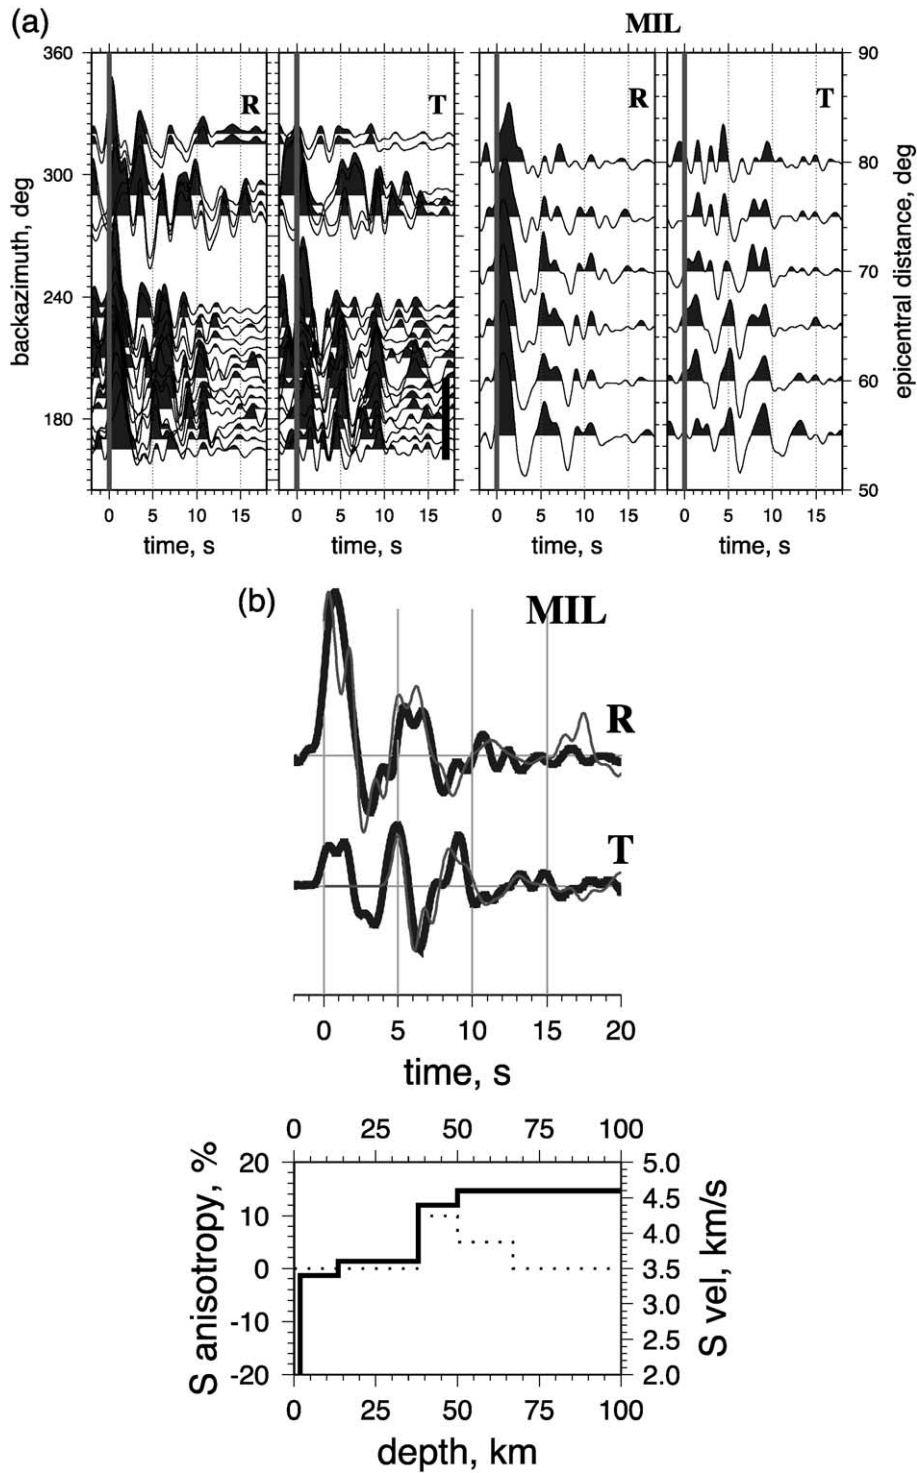 (a)
MIL
360
300
240
180
backazimuth, deg
R
T
R
T
90
80
70
60
50
epicentral distance, deg
0 5 10 15
0 5 10 15
0 5 10 15
0 5 10 15
time, s
time, s
time, s
time, s
(b)
MIL
R
T
0 5 10 15 20
time, s
0 25 50 75 100
S anisotropy, %
20
10
0
-10
-20
5.0
4.5
4.0
3.5
3.0
2.5
2.0
S vel, km/s
0 25 50 75 100
depth, km